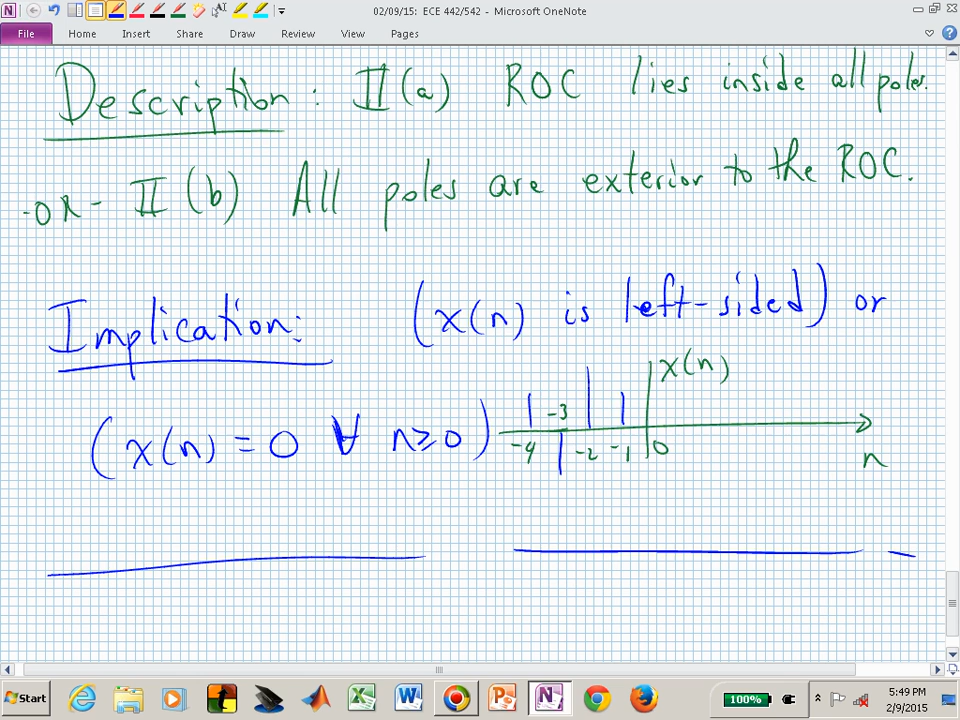 02/09/15: ECE 442/542 - Microsoft OneNote
File Home Insert Share Draw Review View Pages
Description: II(a) ROC lies inside all poles.
-OR- II (b) All poles are exterior to the ROC.
Implication: (x(n) is left-sided) or
x(n)
(x(n) = 0 ∀ n≥0)
-3
-4 -2 -1 0 n
Start 100% 5:49 PM
2/9/2015